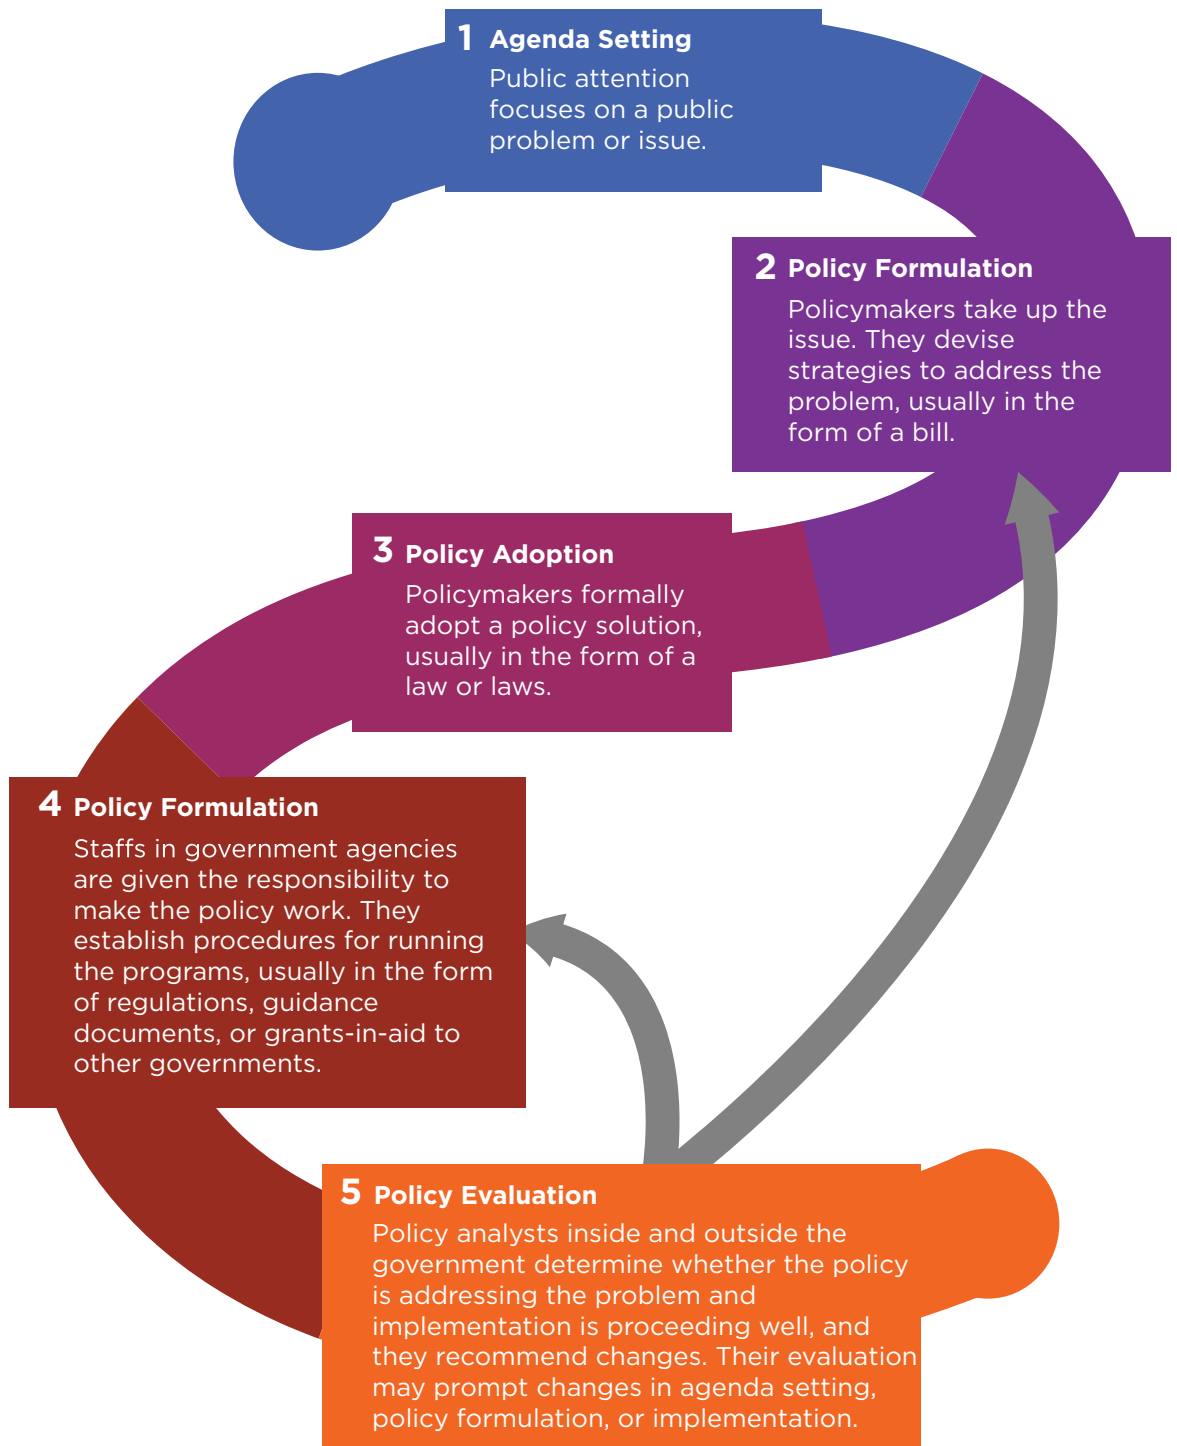 1 Agenda Setting
Public attention
focuses on a public
problem or issue.
2 Policy Formulation
Policymakers take up the
issue. They devise
strategies to address the
problem, usually in the
form of a bill.
3 Policy Adoption
Policymakers formally
adopt a policy solution,
usually in the form of a
law or laws.
4 Policy Formulation
Staffs in government agencies
are given the responsibility to
make the policy work. They
establish procedures for running
the programs, usually in the form
of regulations, guidance
documents, or grants-in-aid to
other governments.
5 Policy Evaluation
Policy analysts inside and outside the
government determine whether the policy
is addressing the problem and
implementation is proceeding well, and
they recommend changes. Their evaluation
may prompt changes in agenda setting,
policy formulation, or implementation.